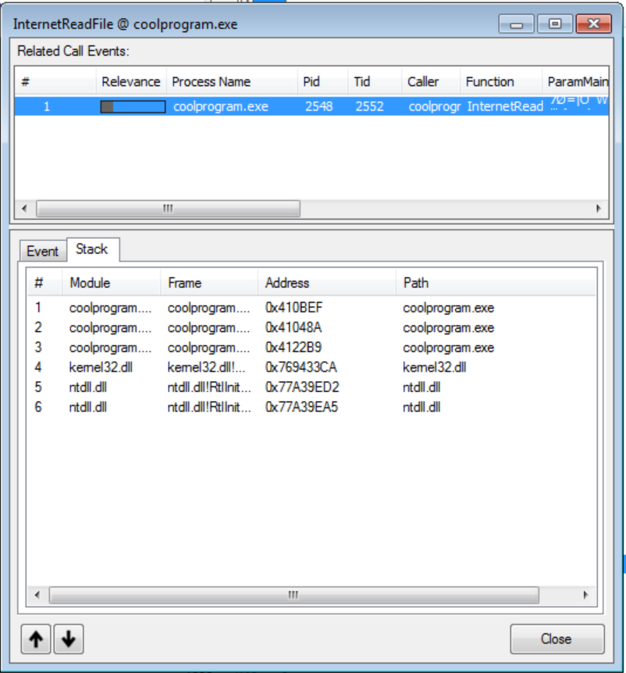 InternetReadFile @ coolprogram.exe
Related Call Events:
# Relevance Process Name Pid Tid Caller Function ParamMain
1 coolprogram.exe 2548 2552 coolprogr InternetRead
Event Stack
# Module Frame Address Path
1 coolprogram.... coolprogram.... 0x410BEF coolprogram.exe
2 coolprogram.... coolprogram.... 0x41048A coolprogram.exe
3 coolprogram.... coolprogram.... 0x4122B9 coolprogram.exe
4 kernel32.dll kernel32.dll!... 0x769433CA kernel32.dll
5 ntdll.dll ntdll.dll!RtlInit... 0x77A39ED2 ntdll.dll
6 ntdll.dll ntdll.dll!RtlInit... 0x77A39EA5 ntdll.dll
Close